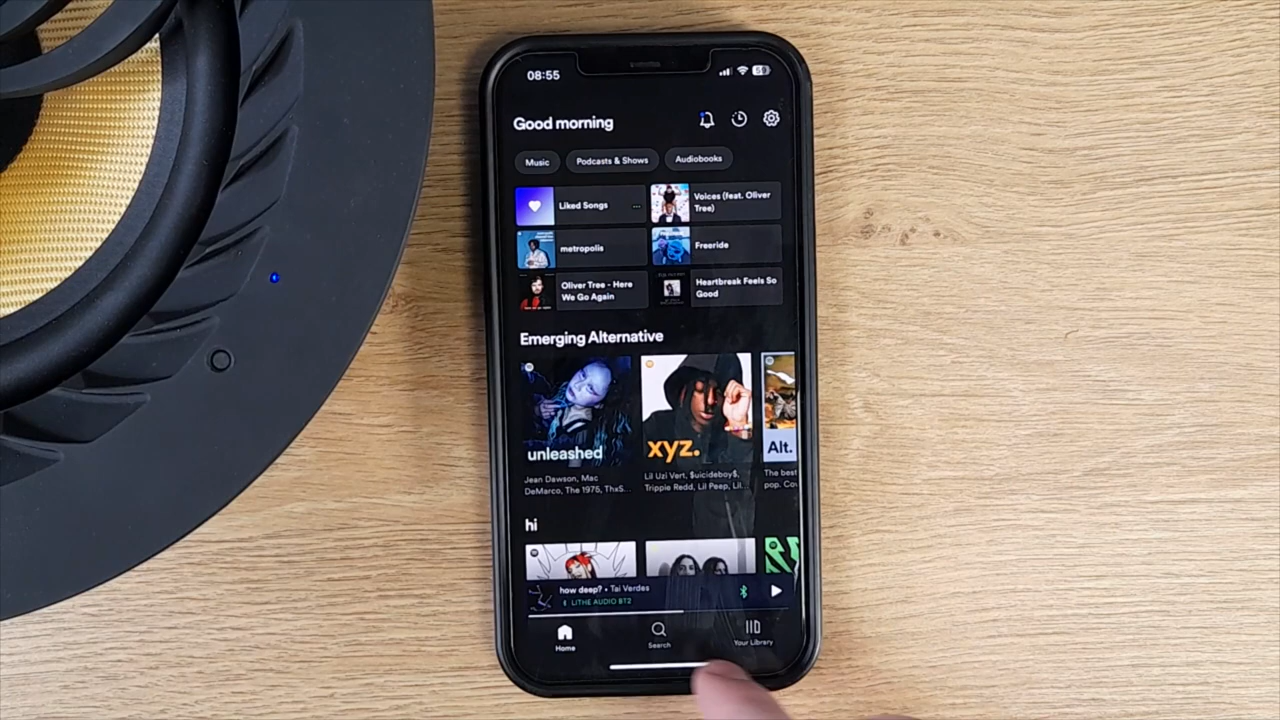 08:55
59
Good morning
Music
Podcasts & Shows
Audiobooks
Liked Songs
Voices (feat. Oliver
Tree)
metropolis
Freeride
Oliver Tree - Here
We Go Again
Heartbreak Feels So
Good
Emerging Alternative
unleashed
xyz.
Alt.
Jean Dawson, Mac
DeMarco, The 1975, ThxS...
Lil Uzi Vert, $uicideboy$,
Trippie Redd, Lil Peep, Lil...
The best
pop. Co
hi
how deep? • Tai Verdes
LITHE AUDIO BT2
Home
Search
Your Library